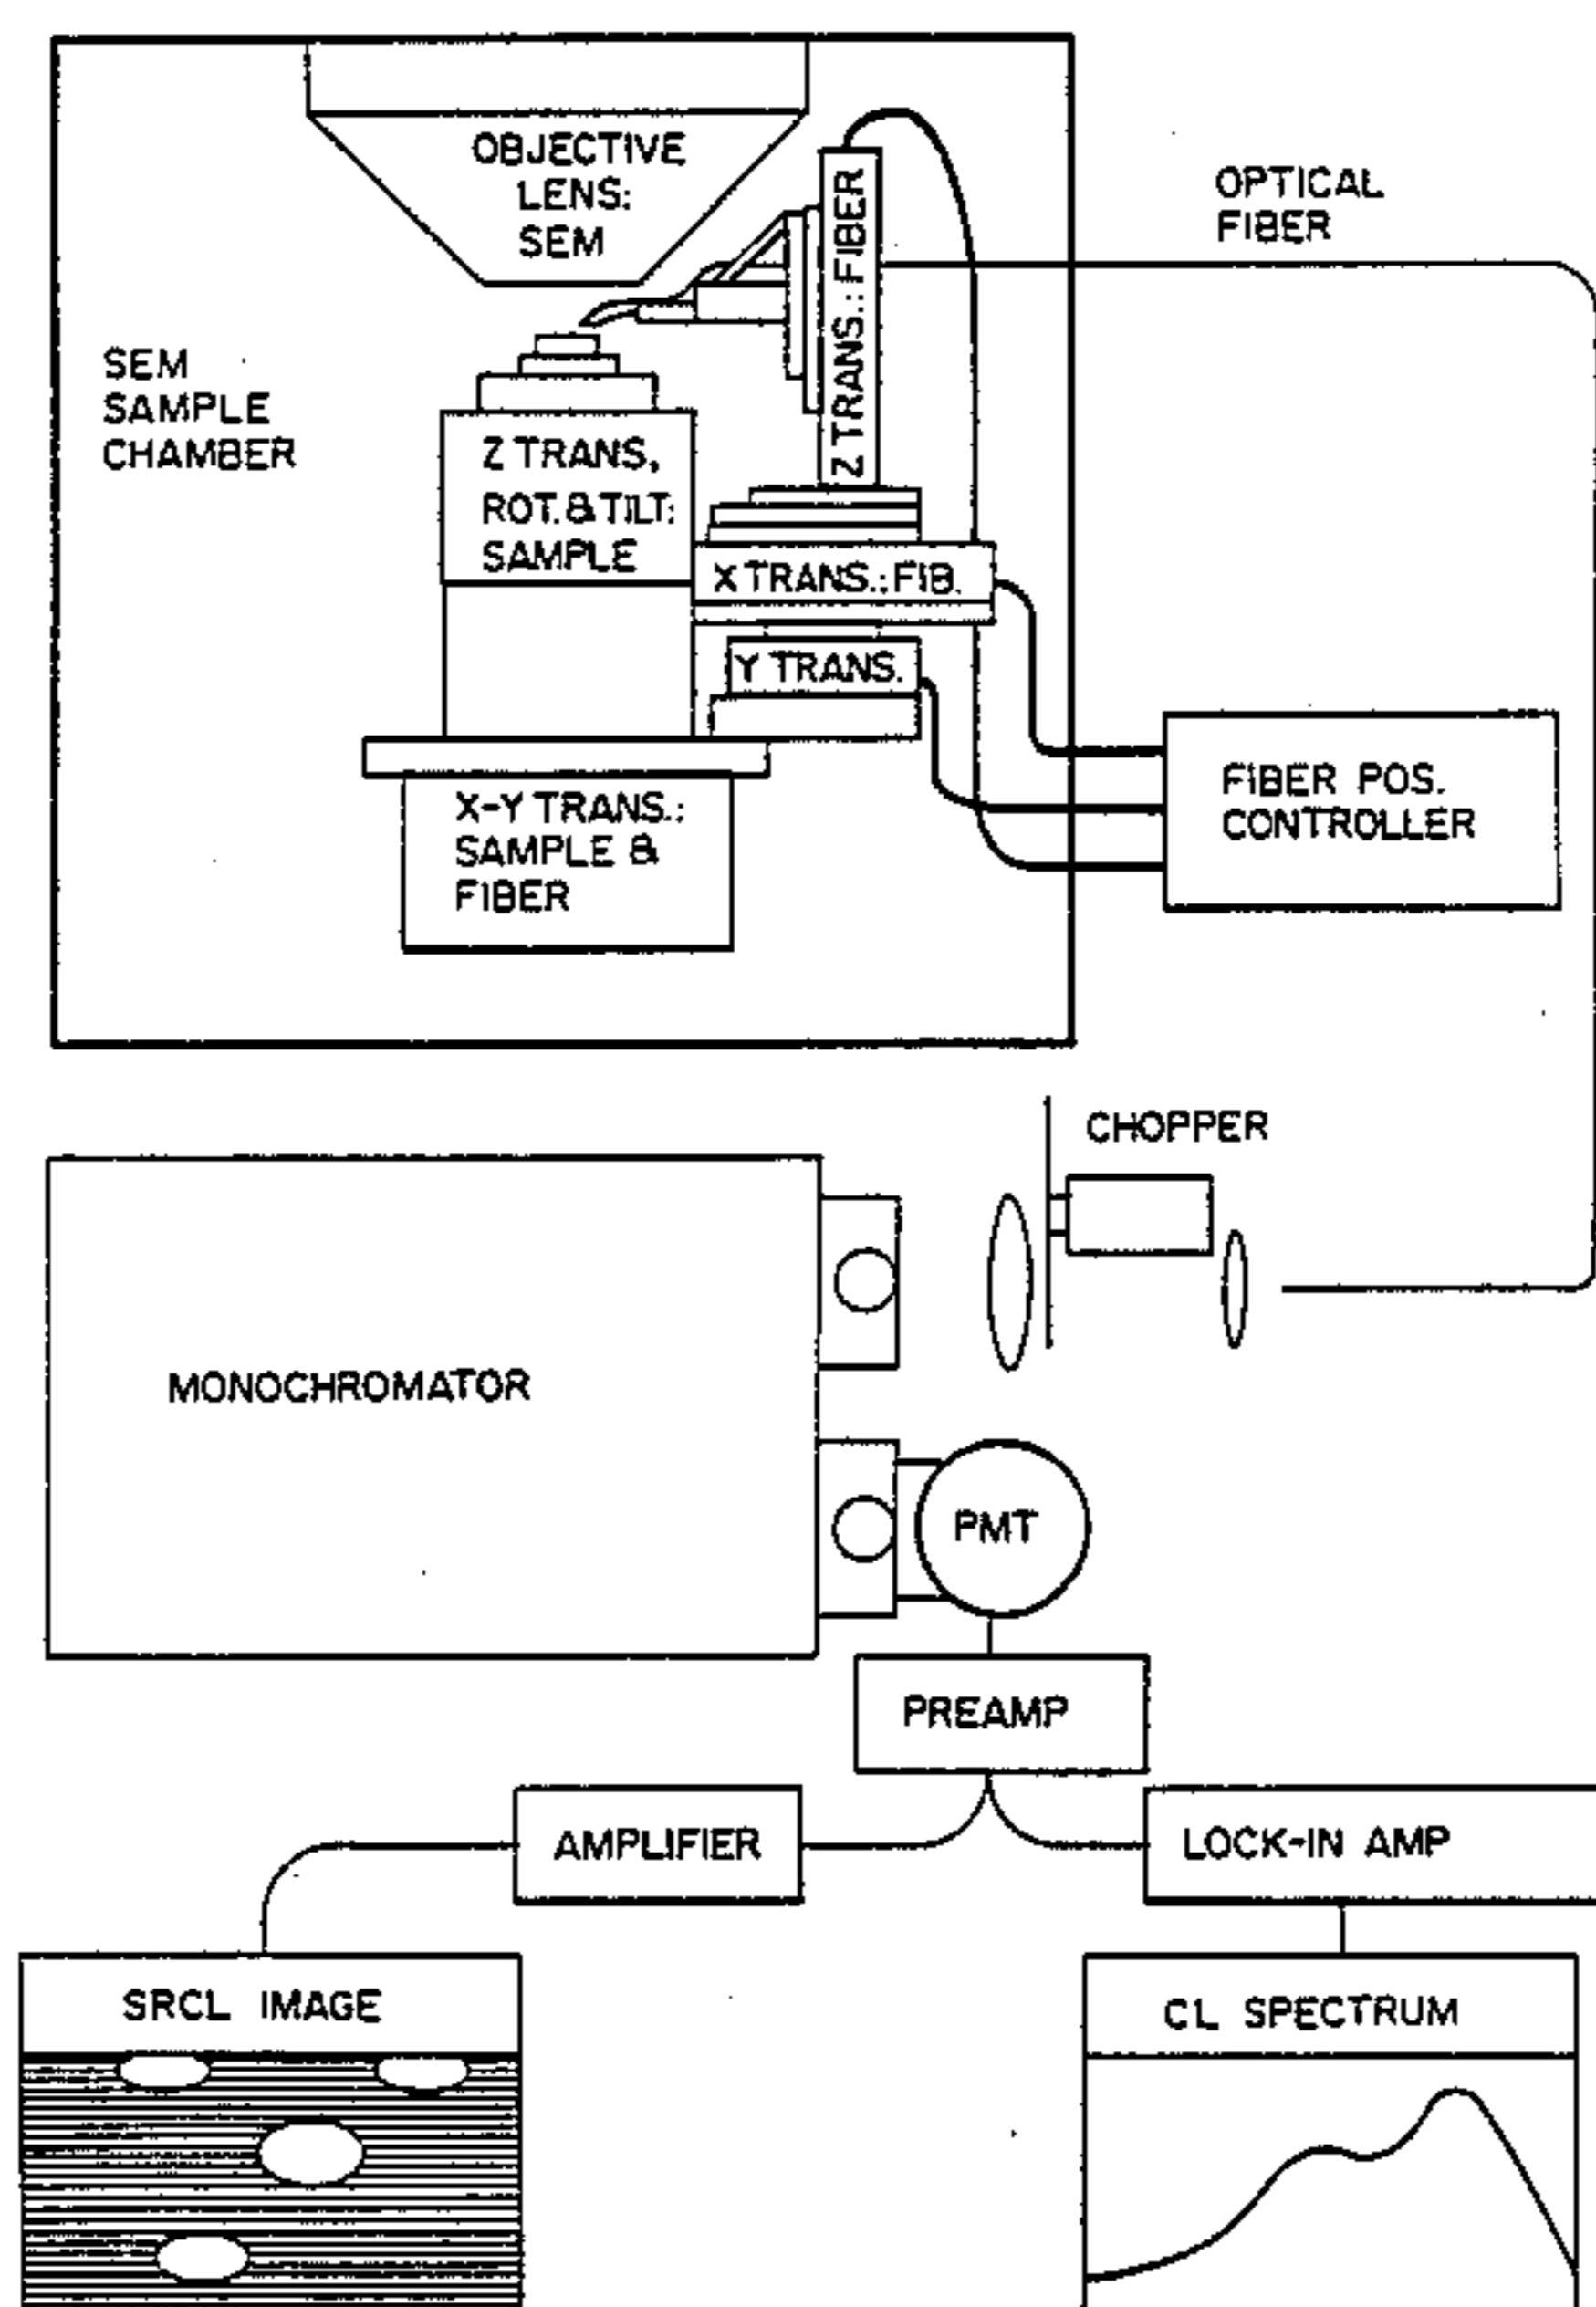 OBJECTIVE
LENS:
SEM
Z TRANS.: FIBER
OPTICAL
FIBER
SEM
SAMPLE
CHAMBER
Z TRANS,
ROT. & TILT:
SAMPLE
X TRANS.: FIB.
Y TRANS.
X-Y TRANS.:
SAMPLE &
FIBER
FIBER POS.
CONTROLLER
CHOPPER
MONOCHROMATOR
PMT
PREAMP
AMPLIFIER
LOCK-IN AMP
SRCL IMAGE
CL SPECTRUM